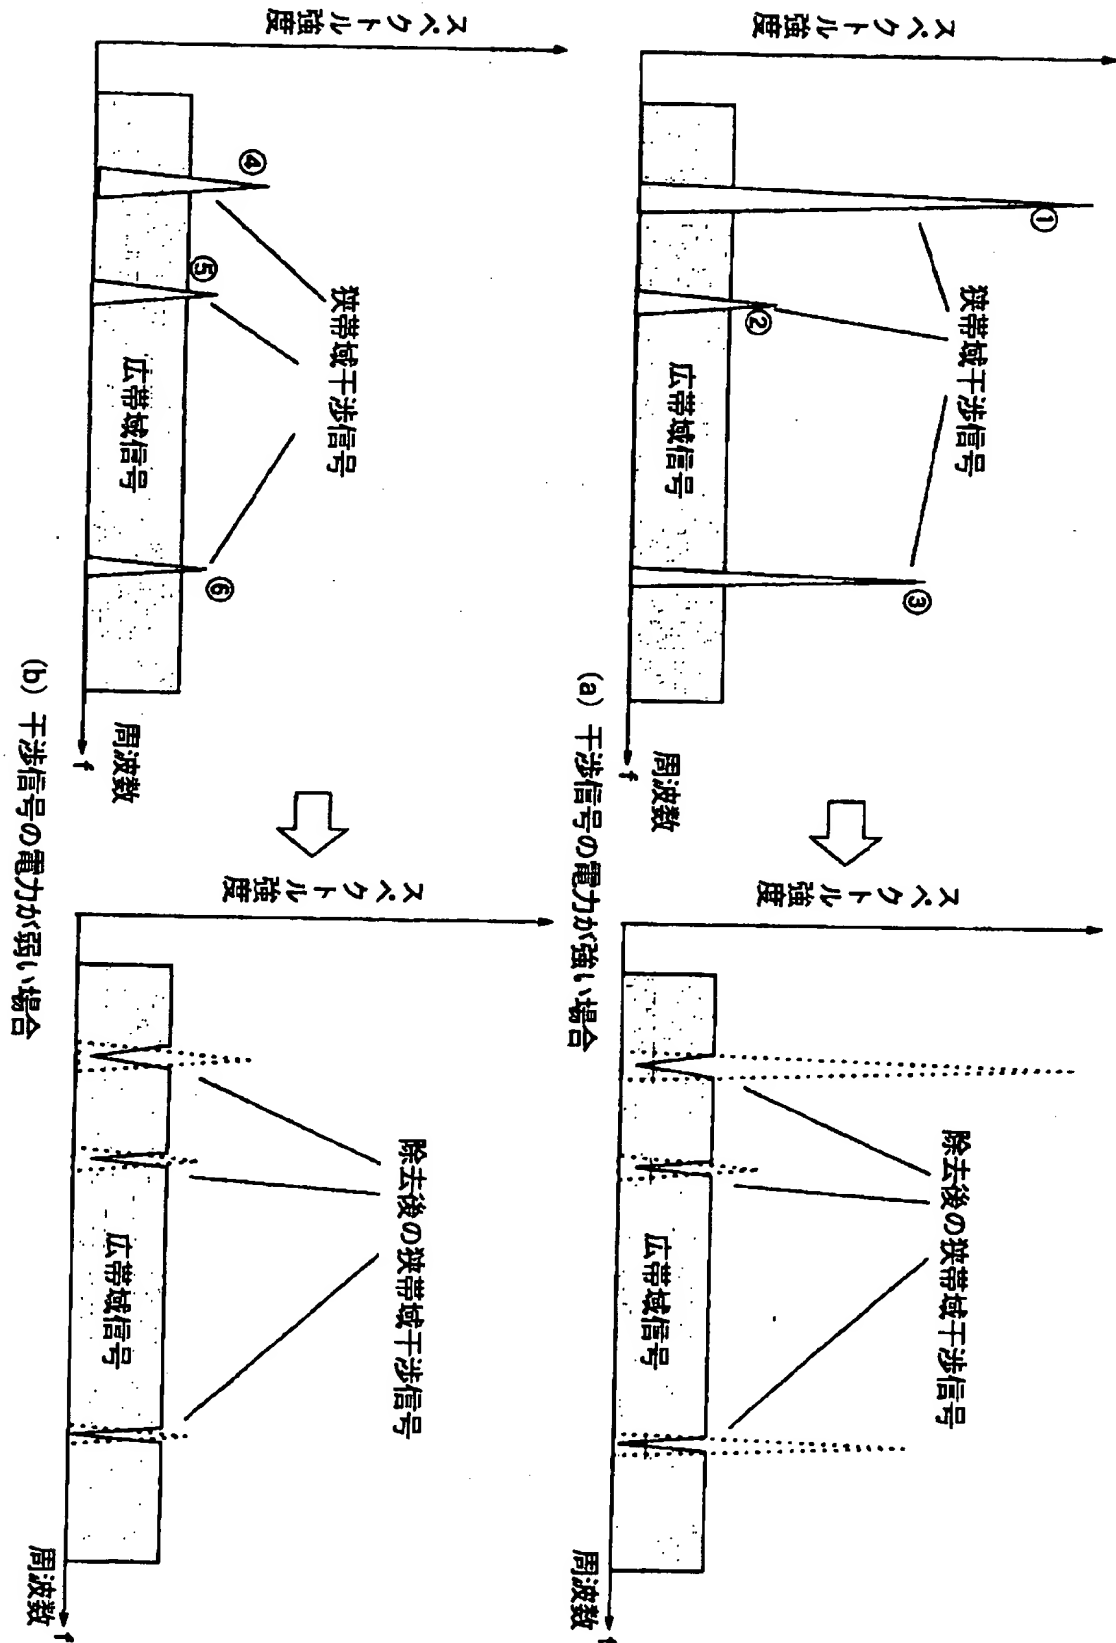 スペクトル
強度
①
②
③
狭帯域干渉信号
広帯域信号
周波数
f
スペクトル
強度
除去後の狭帯域干渉信号
広帯域信号
周波数
(a) 干渉信号の電力が強い場合
スペクトル
強度
④
⑤
⑥
狭帯域干渉信号
広帯域信号
周波数
f
スペクトル
強度
除去後の狭帯域干渉信号
広帯域信号
周波数
f
(b) 干渉信号の電力が弱い場合